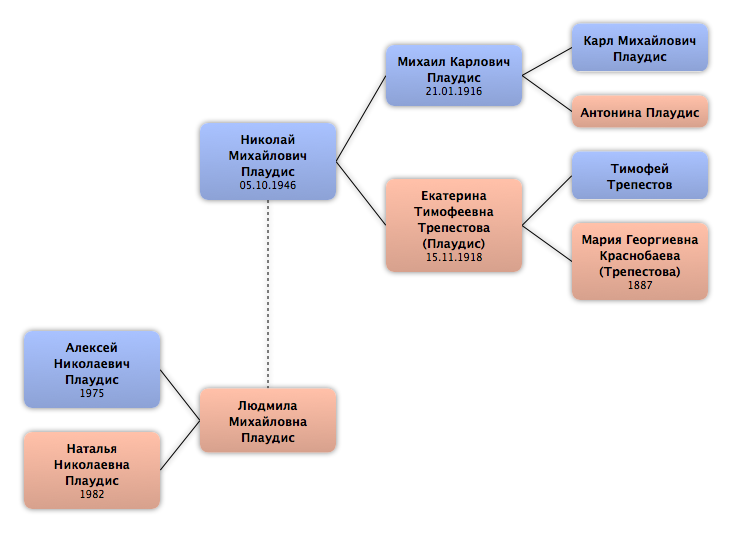 Карл Михайлович
Плаудис
Михаил Карлович
Плаудис
21.01.1916
Антонина Плаудис
Николай
Михайлович
Плаудис
05.10.1946
Тимофей
Трепестов
Екатерина
Тимофеевна
Трепестова
(Плаудис)
15.11.1918
Мария Георгиевна
Краснобаева
(Трепестова)
1887
Алексей
Николаевич
Плаудис
1975
Людмила
Михайловна
Плаудис
Наталья
Николаевна
Плаудис
1982